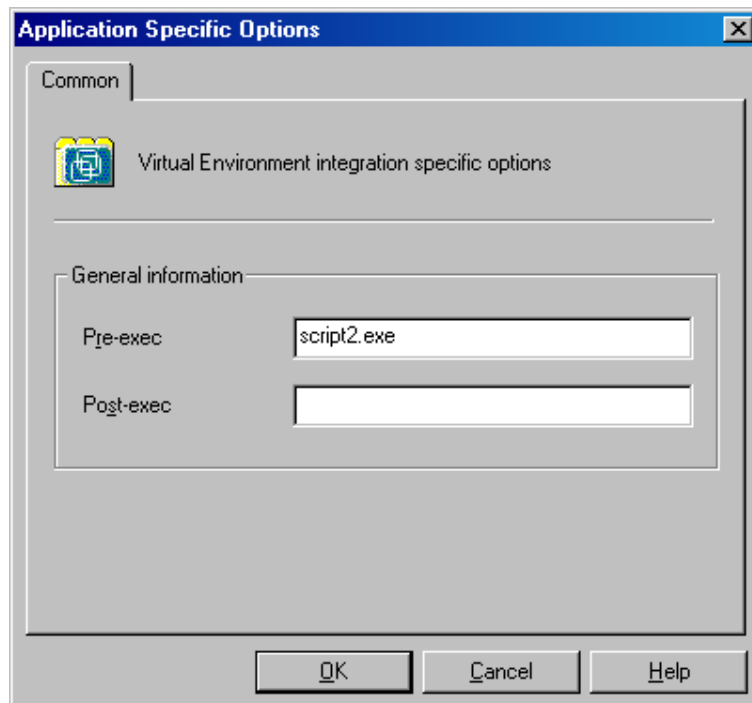 Application Specific Options
Common
Virtual Environment integration specific options
General information
Pre-exec
script2.exe
Post-exec
OK
Cancel
Help